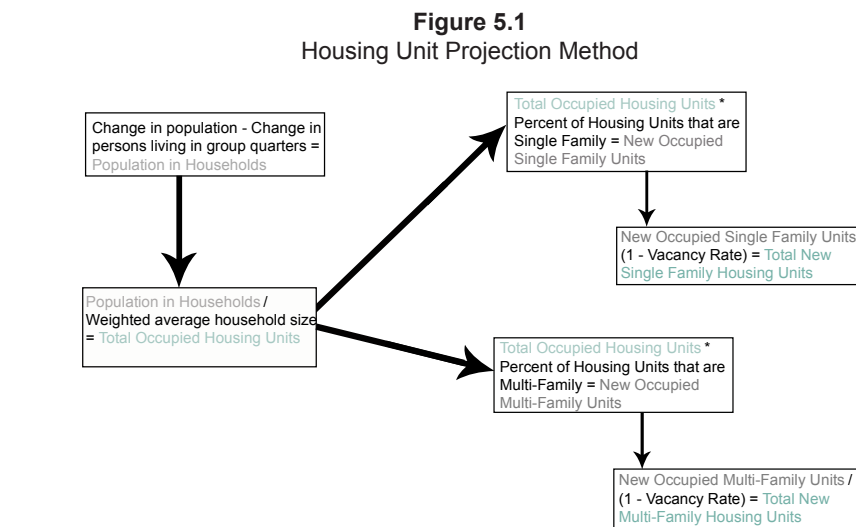 Figure 5.1
Housing Unit Projection Method
Change in population - Change in
persons living in group quarters =
Population in Households
Population in Households /
Weighted average household size
= Total Occupied Housing Units
Total Occupied Housing Units *
Percent of Housing Units that are
Single Family = New Occupied
Single Family Units
New Occupied Single Family Units
(1 - Vacancy Rate) = Total New
Single Family Housing Units
Total Occupied Housing Units *
Percent of Housing Units that are
Multi-Family = New Occupied
Multi-Family Units
New Occupied Multi-Family Units /
(1 - Vacancy Rate) = Total New
Multi-Family Housing Units